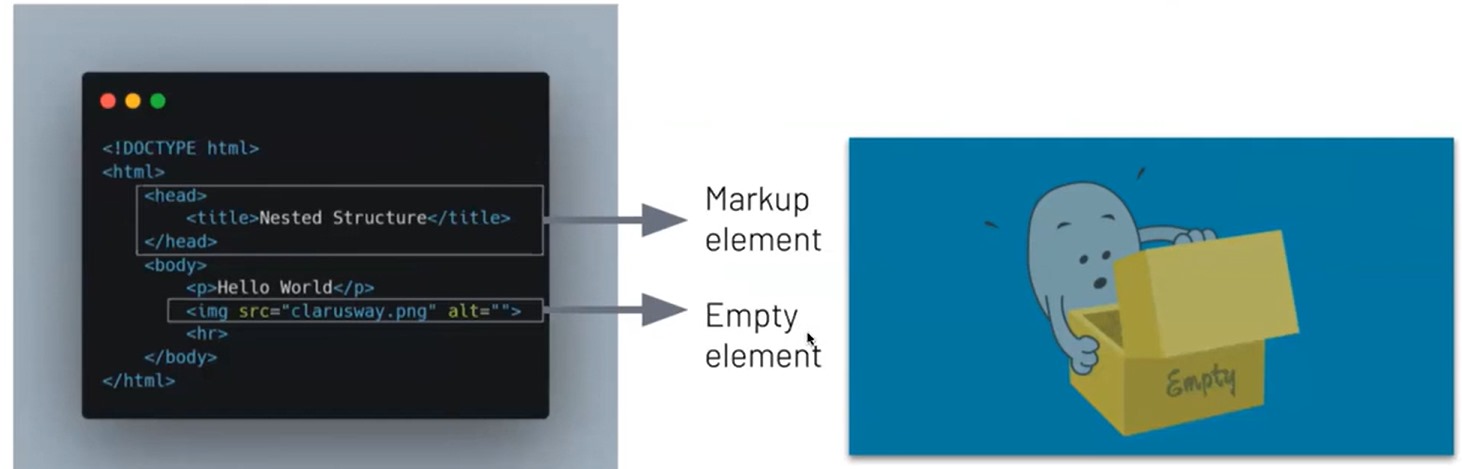 <!DOCTYPE html>
<html>
<head>
<title>Nested Structure</title>
</head>
<body>
<p>Hello World</p>
<img src="clarusway.png" alt="">
<hr>
</body>
</html>
Markup
element
Empty
element
Empty